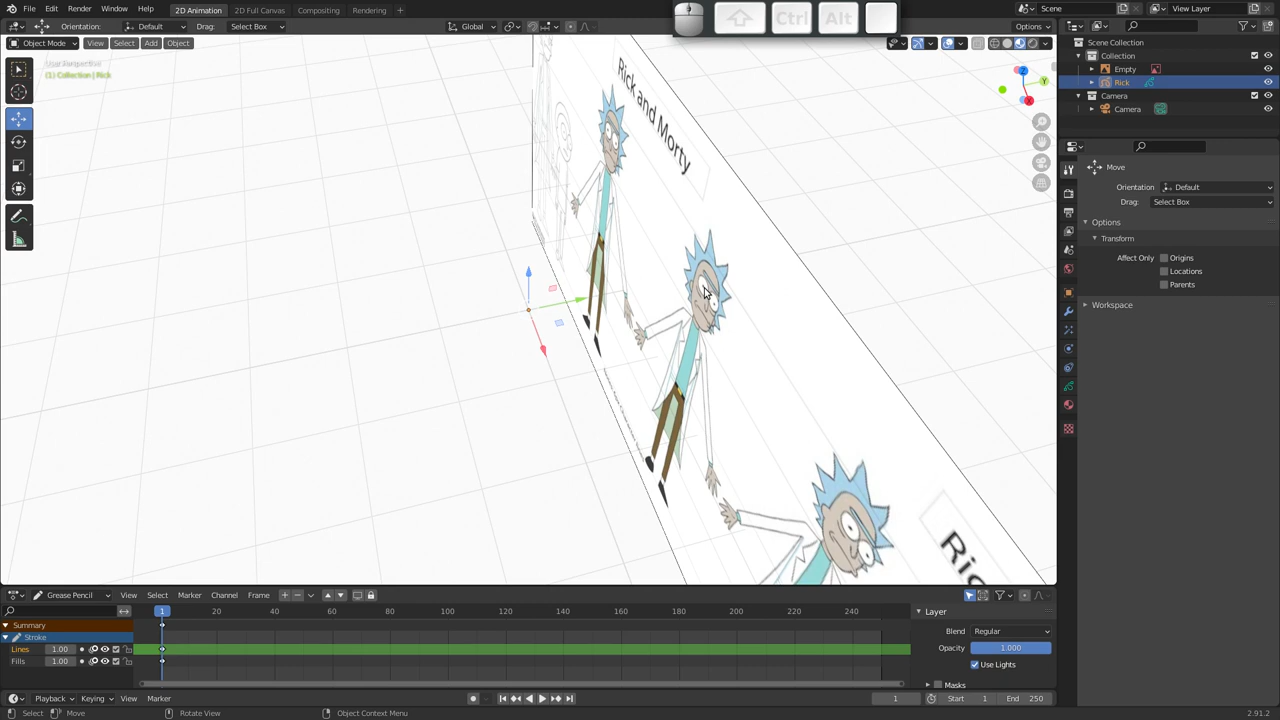 File Edit Render Window Help 2D Animation 2D Full Canvas Compositing Rendering + Scene View Layer
Ctrl Alt
Orientation: Default Drag: Select Box Global Options
Object Mode View Select Add Object
User Perspective
(1) Collection | Rick
Scene Collection
Collection
Empty
Rick
Camera
Camera
Z
Y
X
Rick and Morty
Ric
Move
Orientation Default
Drag: Select Box
Options
Transform
Affect Only Origins
Locations
Parents
Workspace
Grease Pencil View Select Marker Channel Frame
1 20 40 60 80 100 120 140 160 180 200 220 240
Summary
Stroke
Lines 1.00
Fills 1.00
Layer
Blend Regular
Opacity 1.000
Use Lights
Masks
Playback Keying View Marker 1 Start 1 End 250
Select Move Rotate View Object Context Menu 2.91.2